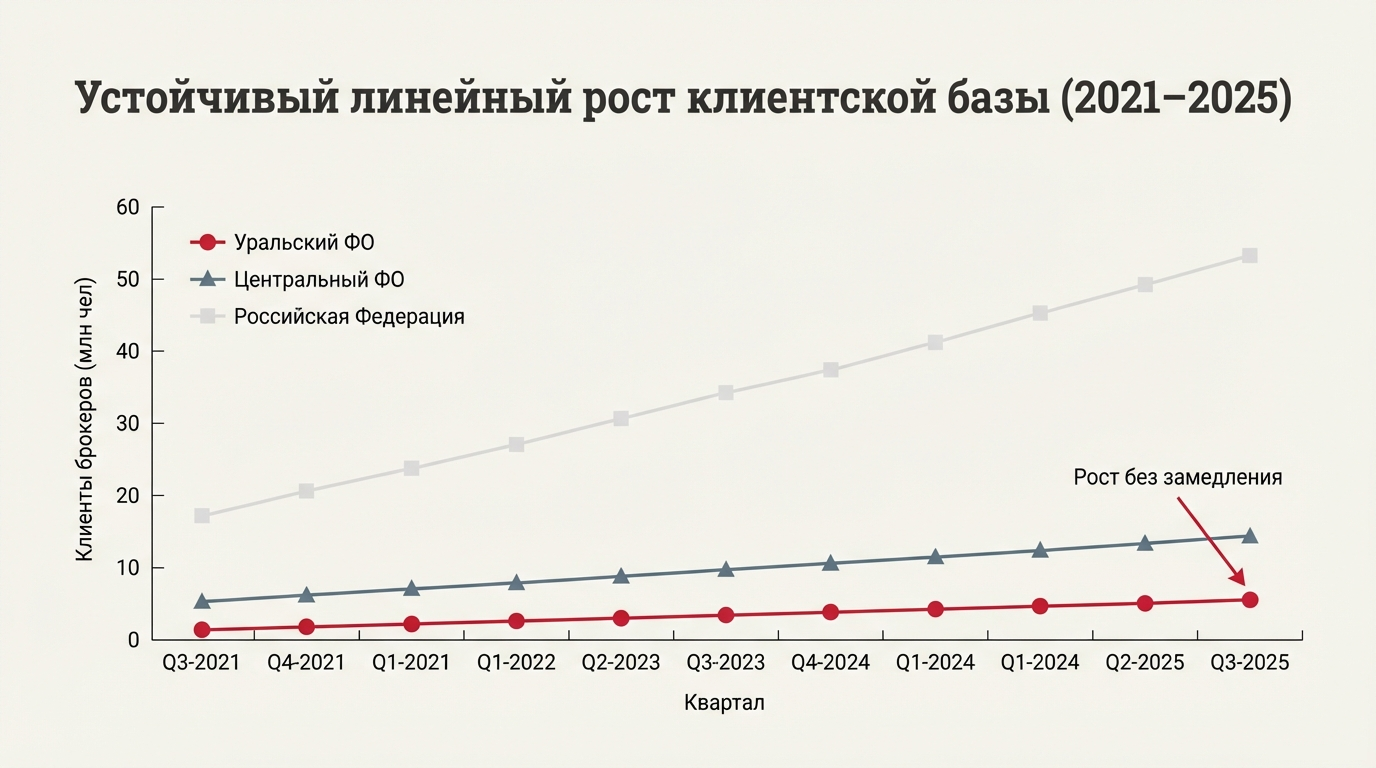 Устойчивый линейный рост клиентской базы (2021–2025)
Клиенты брокеров (млн чел)
60
50
40
30
20
10
0
Уральский ФО
Центральный ФО
Российская Федерация
Рост без замедления
Q3-2021 Q4-2021 Q1-2021 Q1-2022 Q2-2023 Q3-2023 Q4-2024 Q1-2024 Q1-2024 Q2-2025 Q3-2025
Квартал